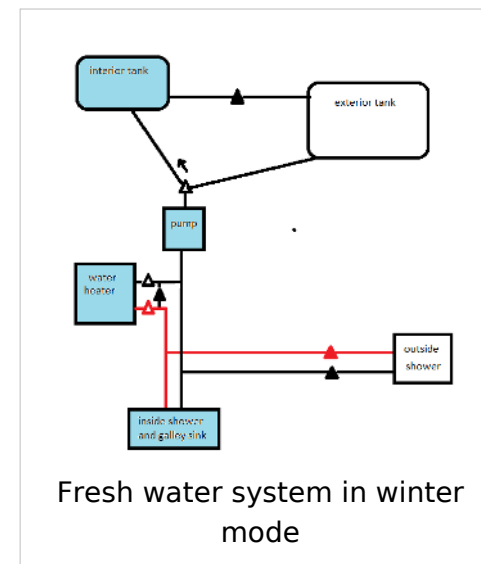 interior tank
exterior tank
pump
water
heater
outside
shower
inside shower
and galley sink
Fresh water system in winter
mode